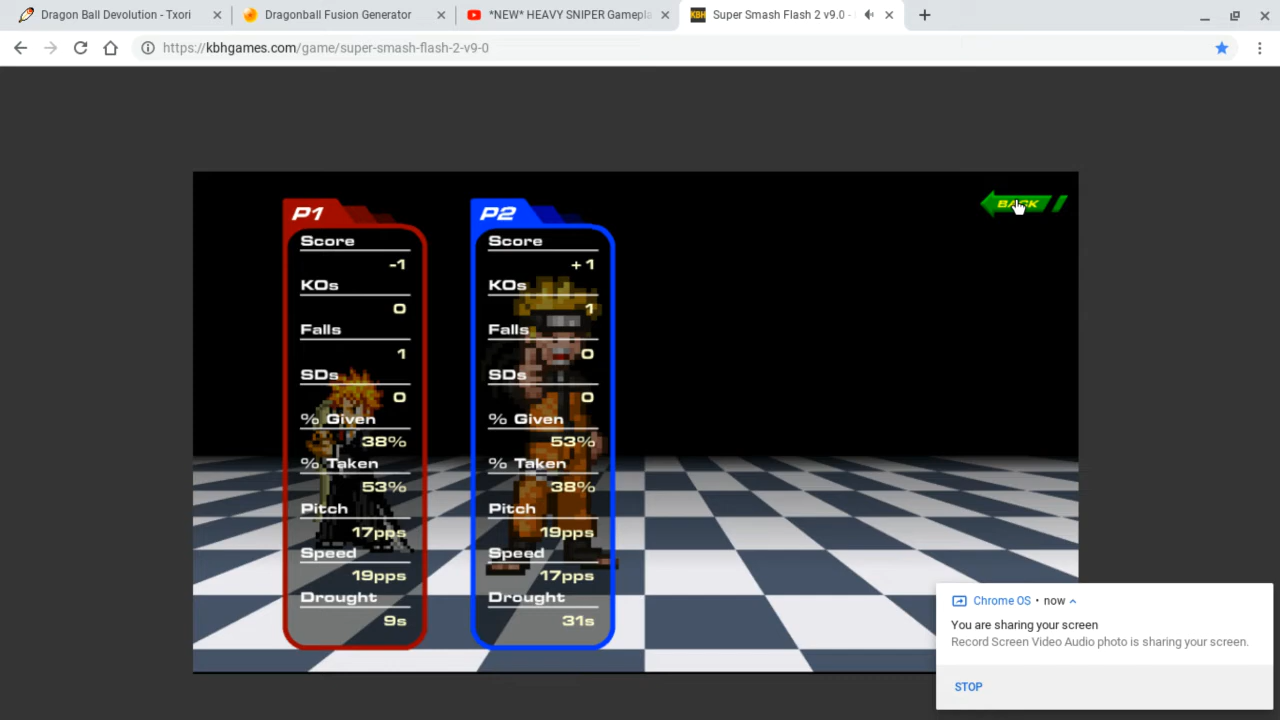 Dragon Ball Devolution - Txori
Dragonball Fusion Generator
*NEW* HEAVY SNIPER Gamepla
KBH
Super Smash Flash 2 v9.0 -
https://kbhgames.com/game/super-smash-flash-2-v9-0
BACK
P1
Score
-1
KOs
0
Falls
1
SDs
0
% Given
38%
% Taken
53%
Pitch
17pps
Speed
19pps
Drought
9s
P2
Score
+1
KOs
1
Falls
0
SDs
0
% Given
53%
% Taken
38%
Pitch
19pps
Speed
17pps
Drought
31s
Chrome OS • now
You are sharing your screen
Record Screen Video Audio photo is sharing your screen.
STOP